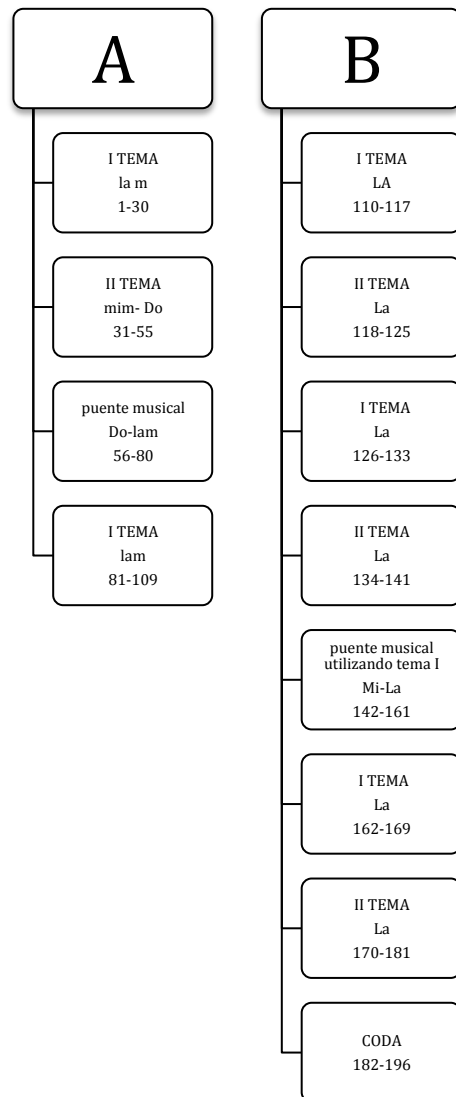 A
I TEMA
la m
1-30
II TEMA
mim- Do
31-55
puente musical
Do-lam
56-80
I TEMA
lam
81-109
B
I TEMA
LA
110-117
II TEMA
La
118-125
I TEMA
La
126-133
II TEMA
La
134-141
puente musical
utilizando tema I
Mi-La
142-161
I TEMA
La
162-169
II TEMA
La
170-181
CODA
182-196